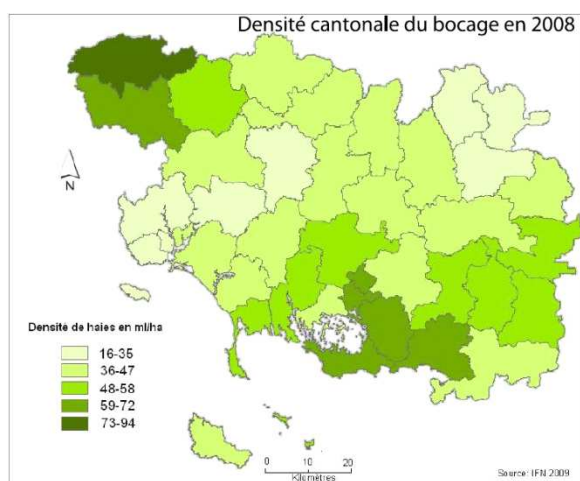 Densité cantonale du bocage en 2008
N
Densité de haies en ml/ha
16-35
36-47
48-58
59-72
73-94
0 10 20
Kilomètres
Source: IFN 2009